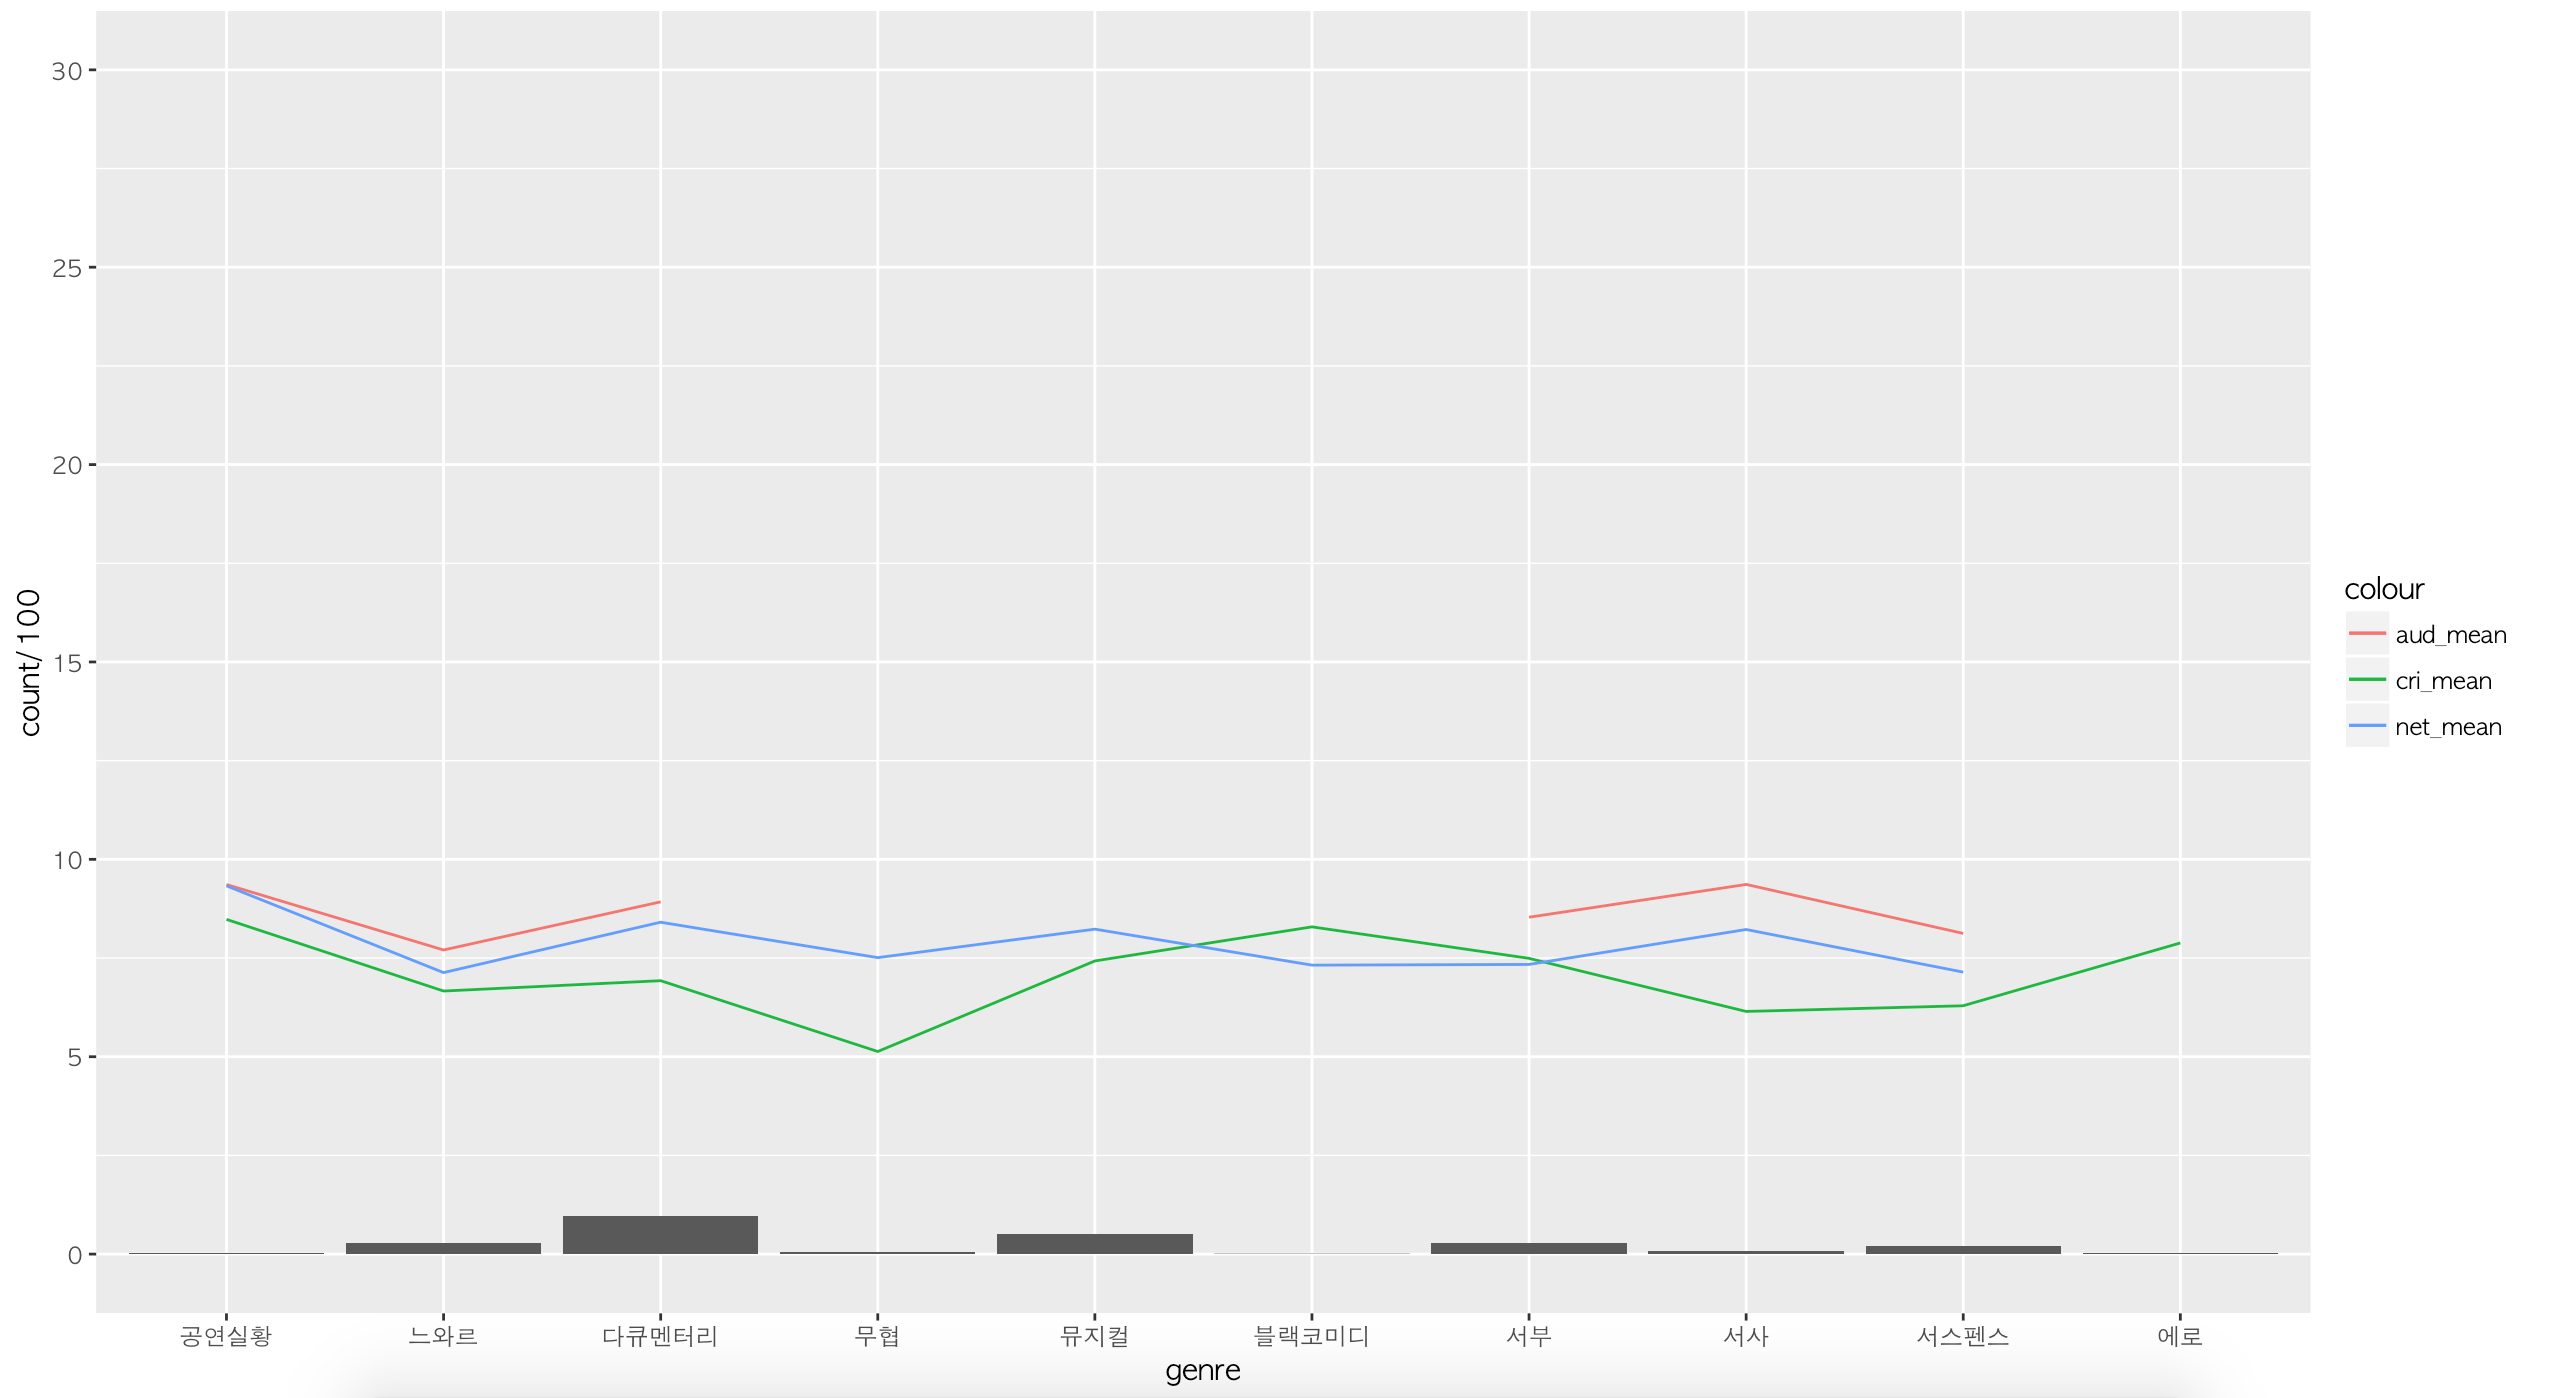 30
25
20
15
10
5
0
count/100
공연실황 느와르 다큐멘터리 무협 뮤지컬 블랙코미디 서부 서사 서스펜스 에로
genre
colour
aud_mean
cri_mean
net_mean